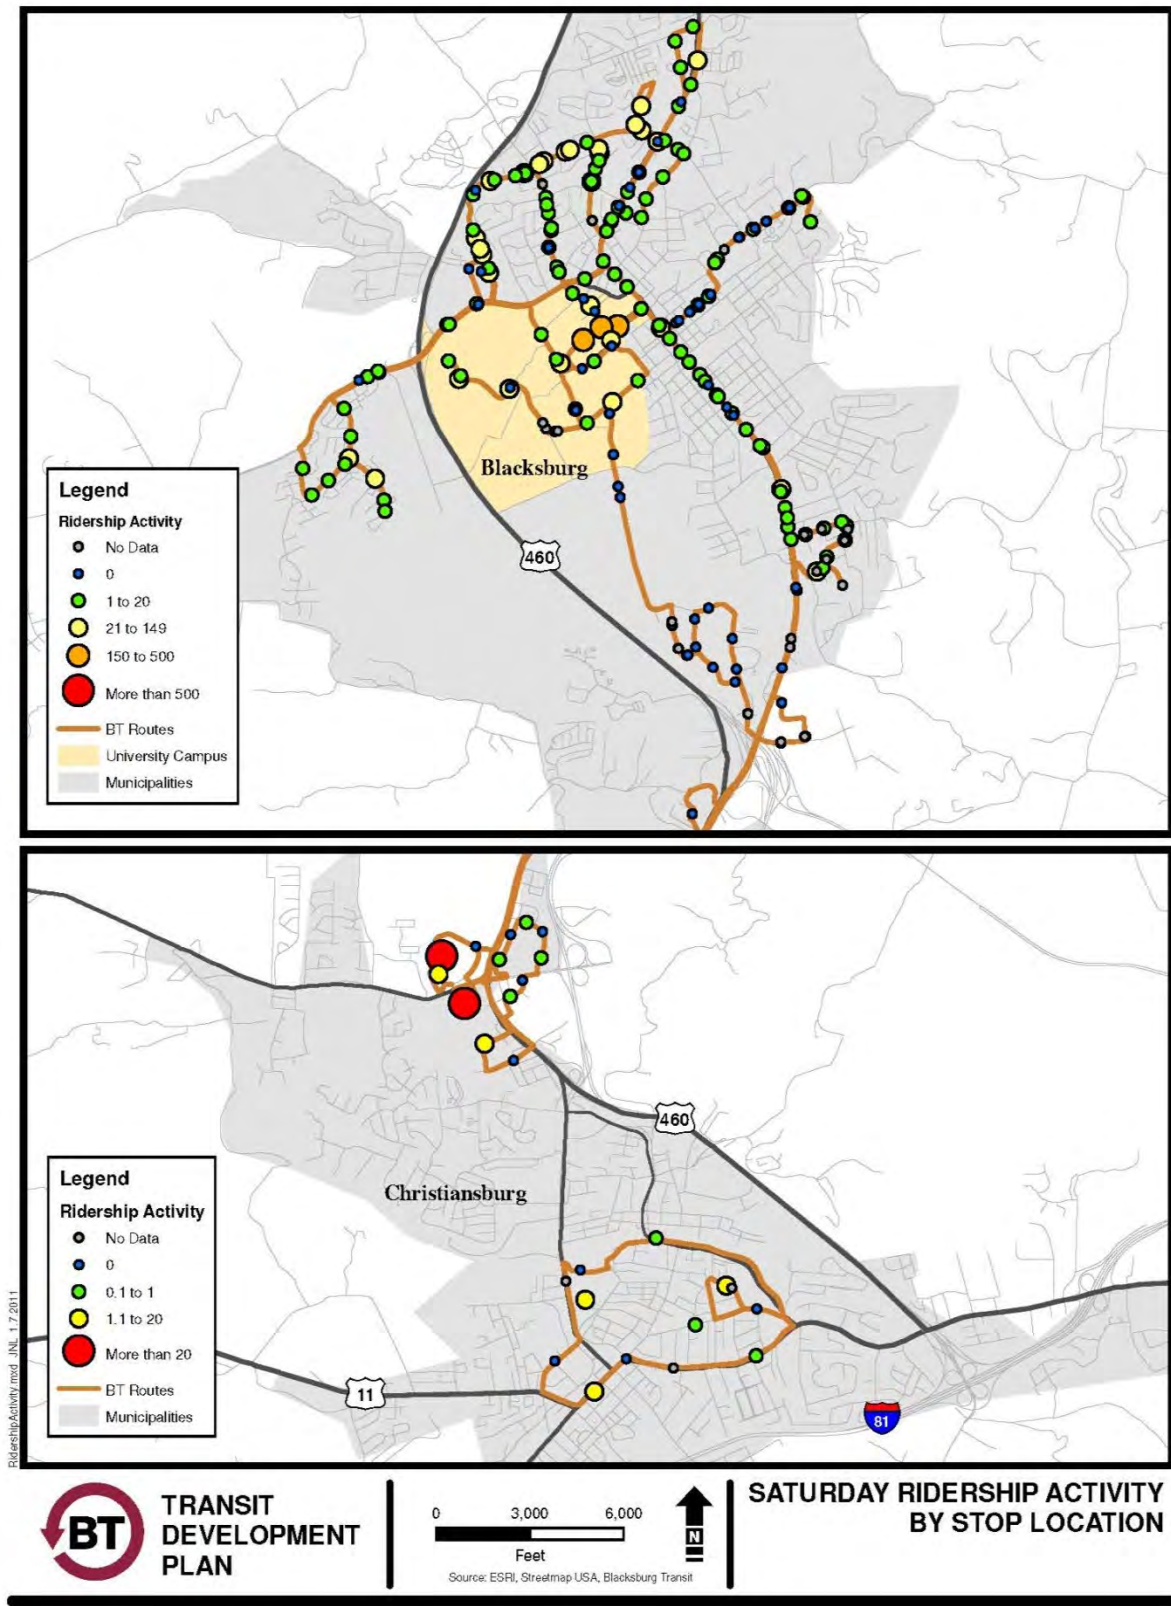 Blacksburg
460
Legend
Ridership Activity
No Data
0
1 to 20
21 to 149
150 to 500
More than 500
BT Routes
University Campus
Municipalities
460
Christiansburg
Legend
Ridership Activity
No Data
0
0.1 to 1
1.1 to 20
More than 20
BT Routes
Municipalities
11
81
RidershipActivity.mxd JNL 1.7.2011
BT
TRANSIT
DEVELOPMENT
PLAN
0 3,000 6,000
Feet
N
Source: ESRI, Streetmap USA, Blacksburg Transit
SATURDAY RIDERSHIP ACTIVITY
BY STOP LOCATION